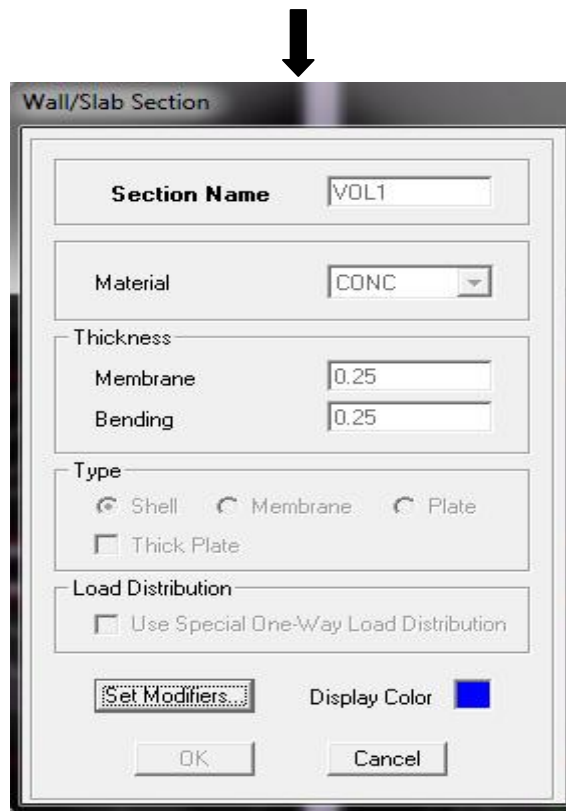 Wall/Slab Section
Section Name VOL1
Material CONC
Thickness
Membrane 0.25
Bending 0.25
Type
Shell Membrane Plate
Thick Plate
Load Distribution
Use Special One-Way Load Distribution
Set Modifiers... Display Color
OK Cancel